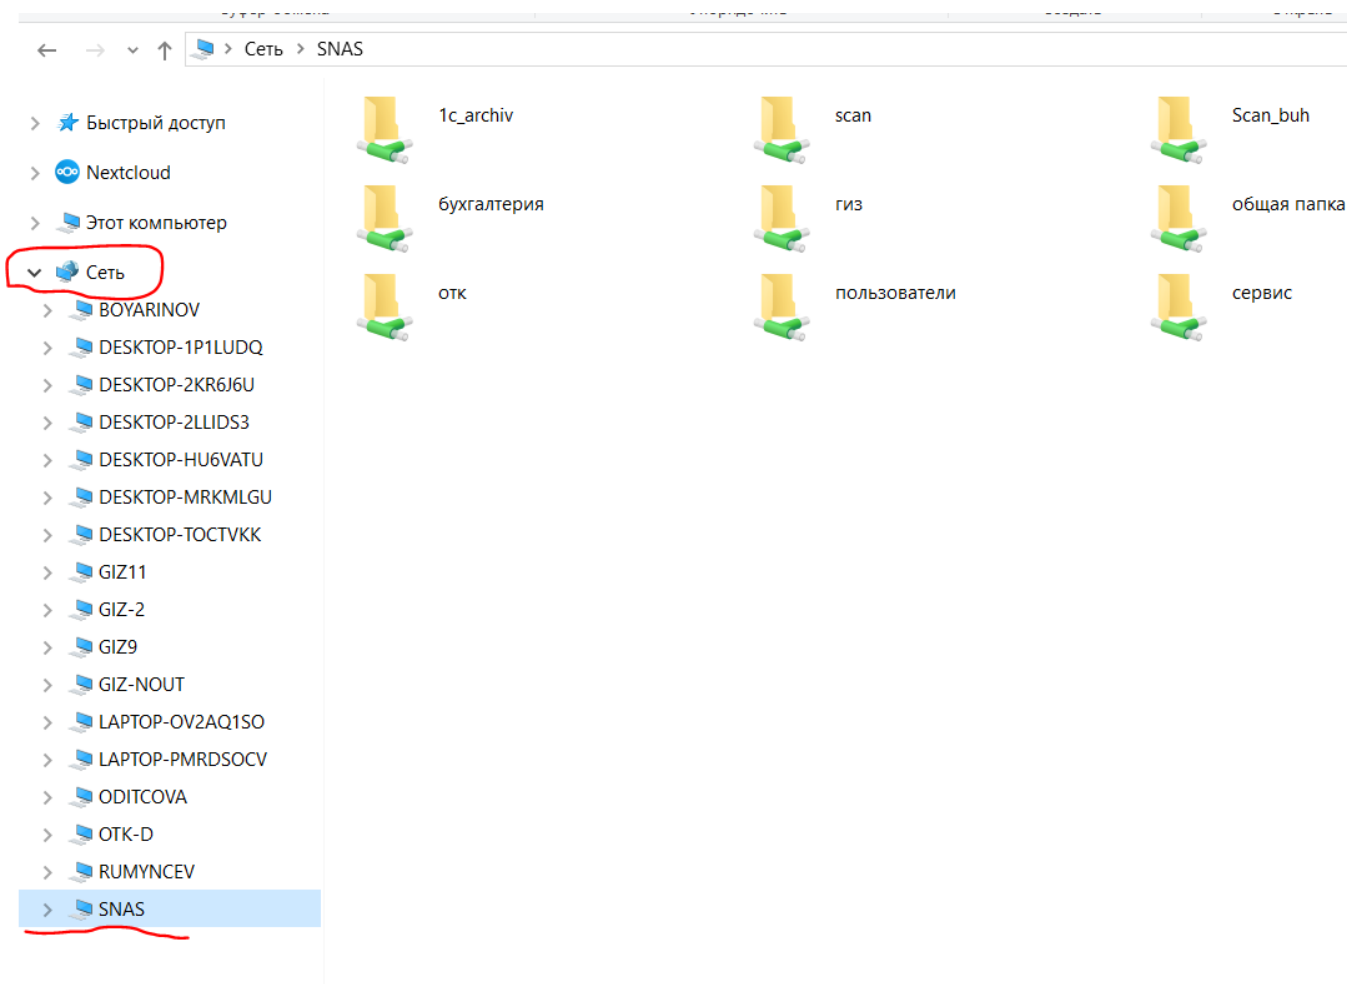 Сеть SNAS
Быстрый доступ
Nextcloud
Этот компьютер
Сеть
BOYARINOV
DESKTOP-1P1LUDQ
DESKTOP-2KR6J6U
DESKTOP-2LLIDS3
DESKTOP-HU6VATU
DESKTOP-MRKMLGU
DESKTOP-TOCTVKK
GIZ11
GIZ-2
GIZ9
GIZ-NOUT
LAPTOP-OV2AQ1SO
LAPTOP-PMRDSOCV
ODITCOVA
OTK-D
RUMYNCEV
SNAS
1c_archiv scan Scan_buh
бухгалтерия гиз общая папка
отк пользователи сервис